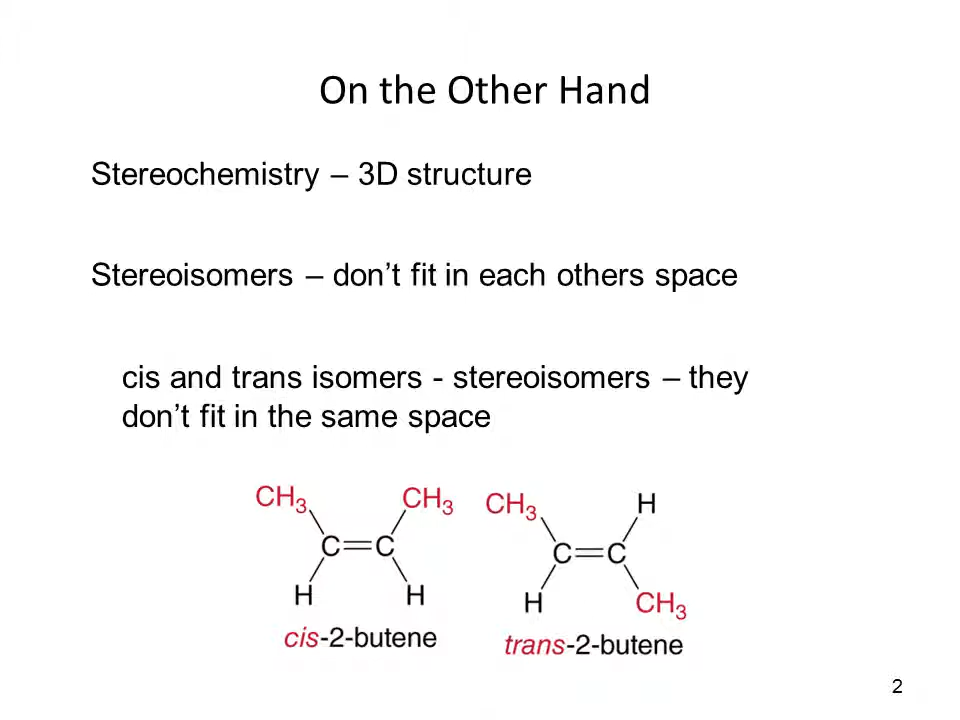 On the Other Hand
Stereochemistry – 3D structure
Stereoisomers – don’t fit in each others space
cis and trans isomers - stereoisomers – they
don’t fit in the same space
CH₃ CH₃ CH₃ H
C=C C=C
H H H CH₃
cis-2-butene trans-2-butene
2